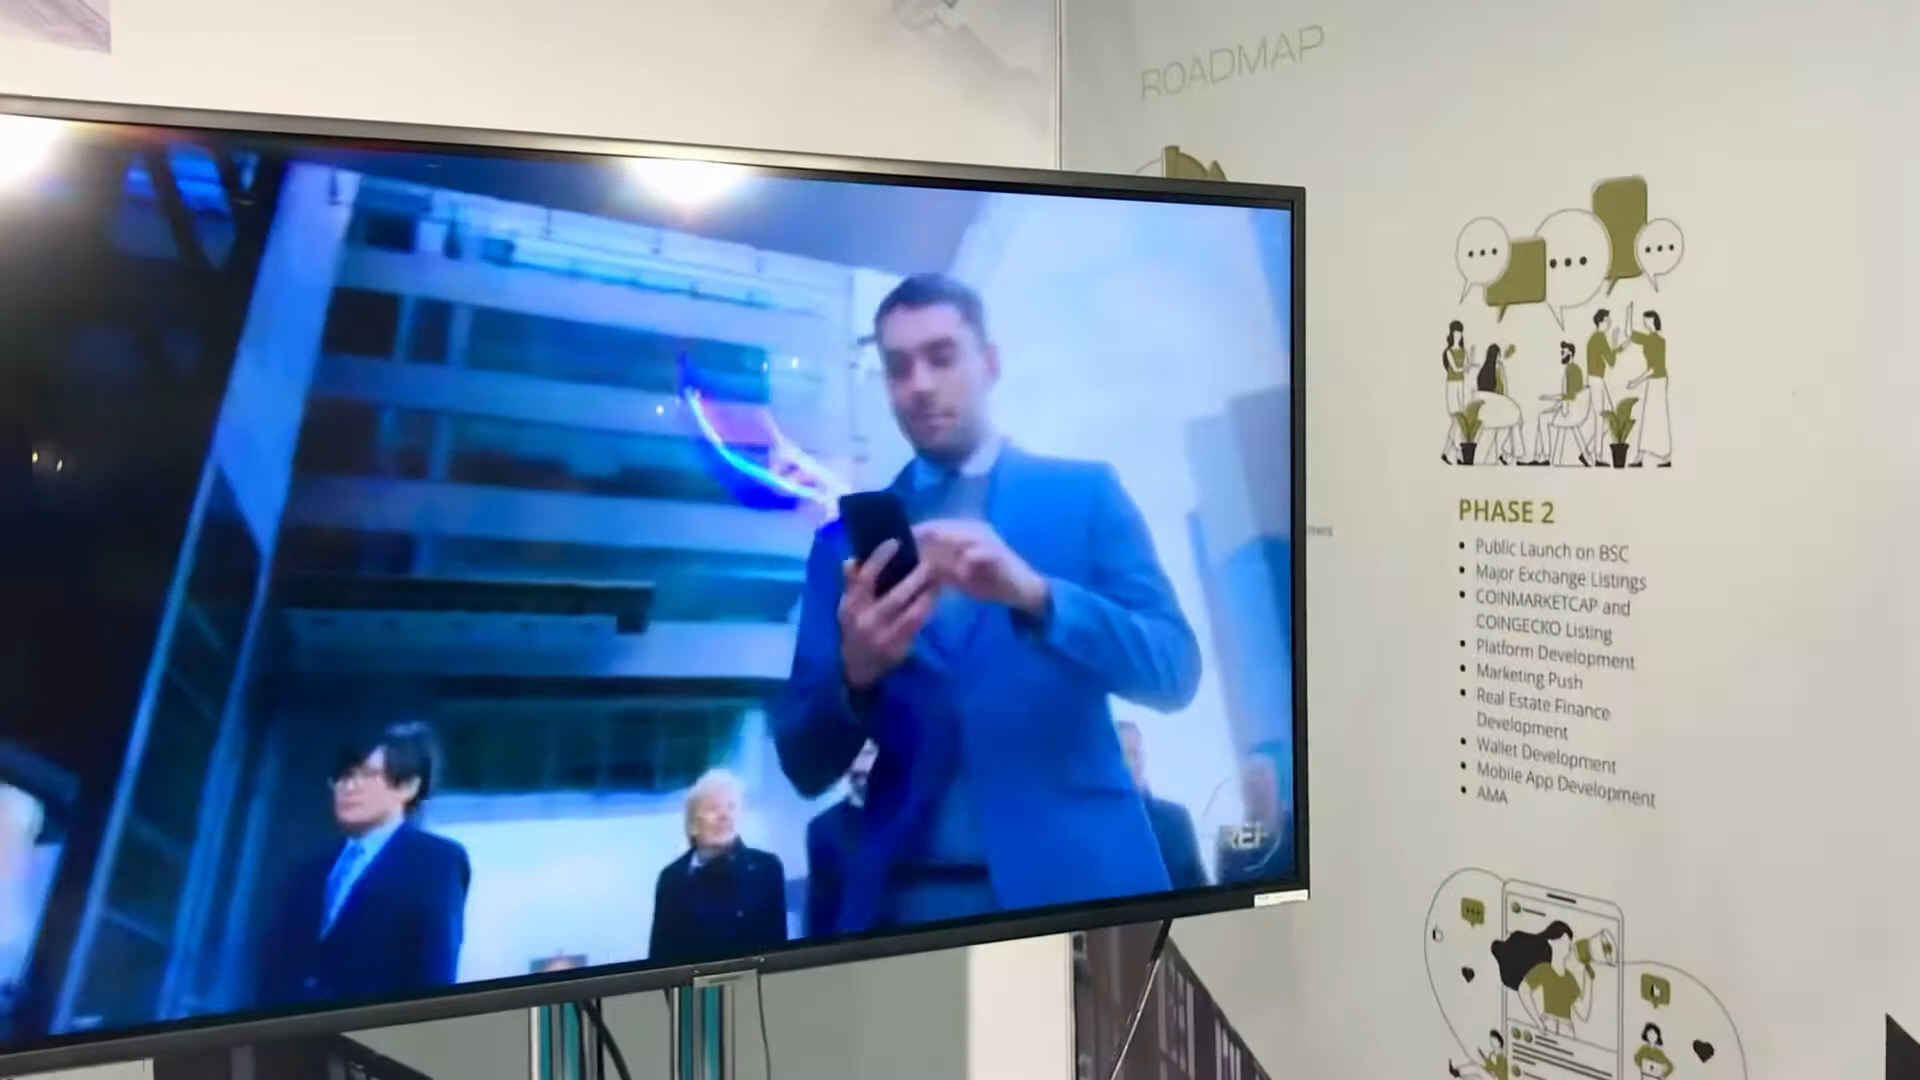 ROADMAP
PHASE 2
• Public Launch on BSC
• Major Exchange Listings
• COINMARKETCAP and
COINGECKO Listing
• Platform Development
• Marketing Push
• Real Estate Finance
Development
• Wallet Development
• Mobile App Development
• AMA
REF